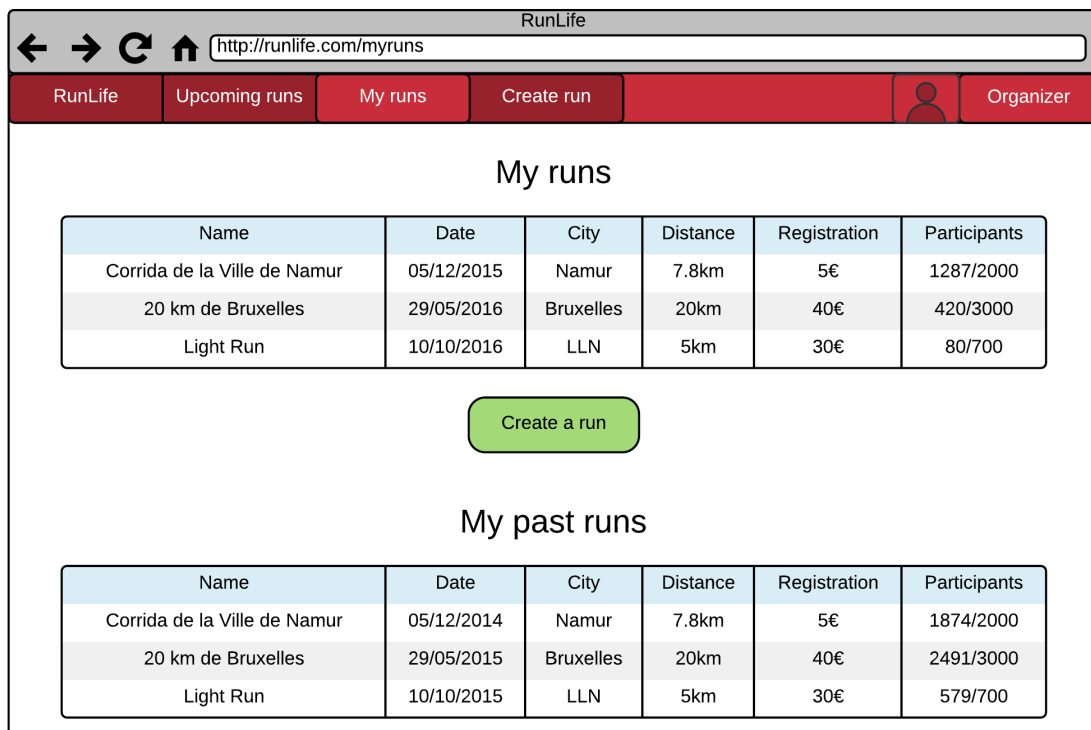 RunLife
http://runlife.com/myruns
RunLife Upcoming runs My runs Create run Organizer
My runs
Name Date City Distance Registration Participants
Corrida de la Ville de Namur 05/12/2015 Namur 7.8km 5€ 1287/2000
20 km de Bruxelles 29/05/2016 Bruxelles 20km 40€ 420/3000
Light Run 10/10/2016 LLN 5km 30€ 80/700
Create a run
My past runs
Name Date City Distance Registration Participants
Corrida de la Ville de Namur 05/12/2014 Namur 7.8km 5€ 1874/2000
20 km de Bruxelles 29/05/2015 Bruxelles 20km 40€ 2491/3000
Light Run 10/10/2015 LLN 5km 30€ 579/700